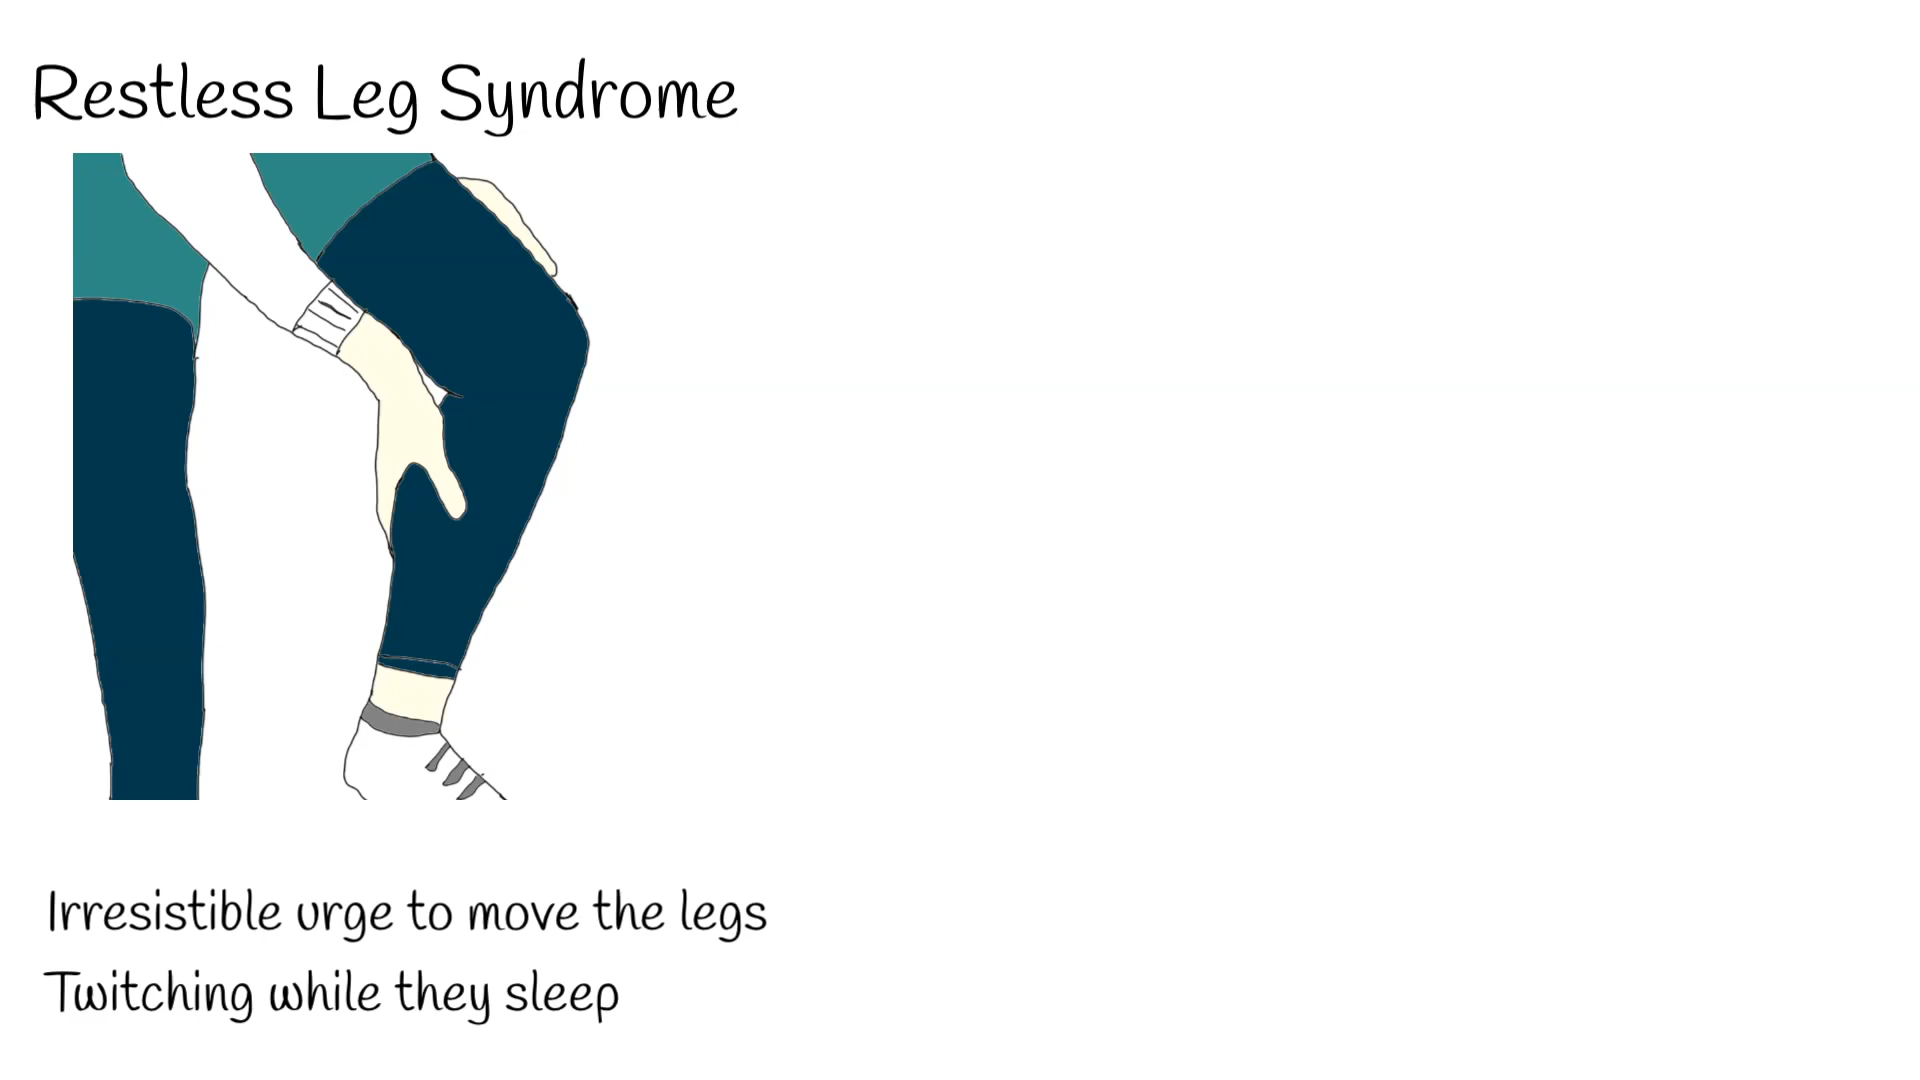 Restless Leg Syndrome
Irresistible urge to move the legs
Twitching while they sleep